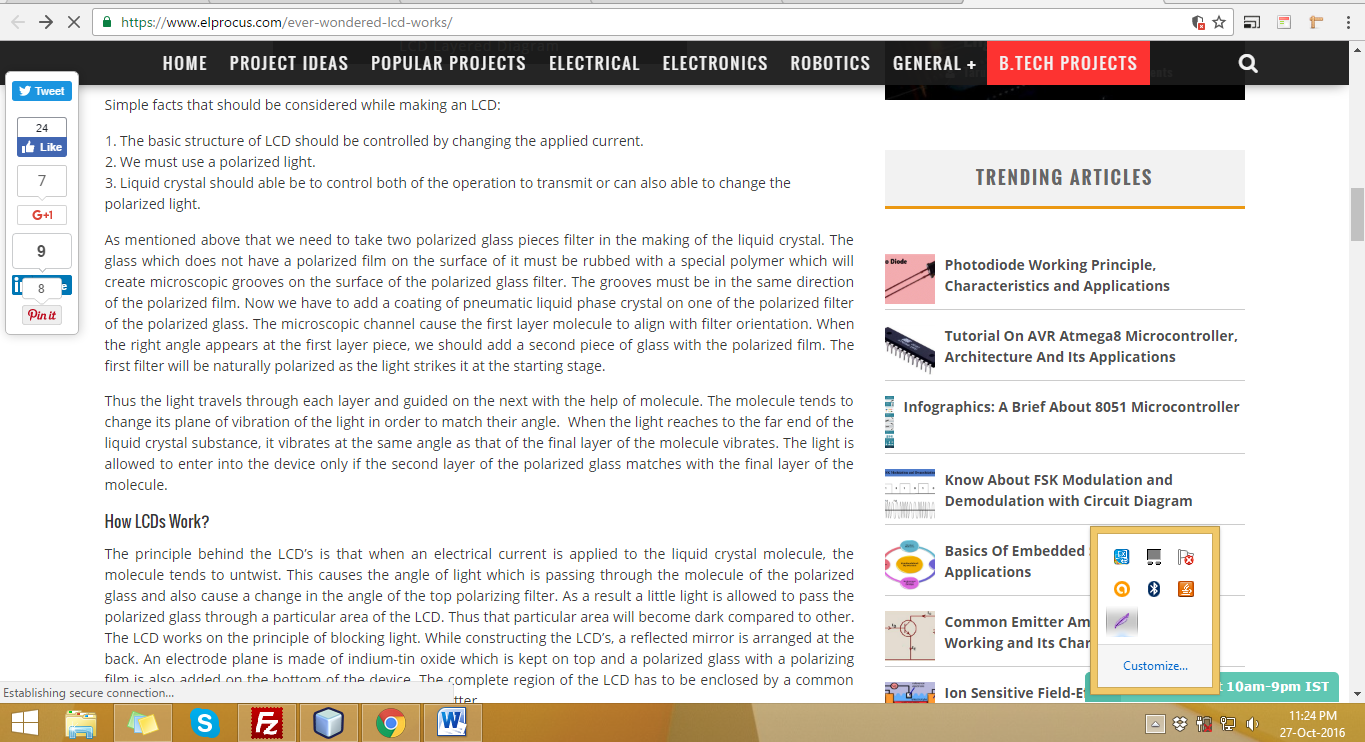 https://www.elprocus.com/ever-wondered-lcd-works/
LCD Layered Diagram
HOME PROJECT IDEAS POPULAR PROJECTS ELECTRICAL ELECTRONICS ROBOTICS GENERAL + B.TECH PROJECTS
Tweet
24
Like
7
G+1
9
8
Pin it
Simple facts that should be considered while making an LCD:
1. The basic structure of LCD should be controlled by changing the applied current.
2. We must use a polarized light.
3. Liquid crystal should able be to control both of the operation to transmit or can also able to change the
polarized light.
As mentioned above that we need to take two polarized glass pieces filter in the making of the liquid crystal. The
glass which does not have a polarized film on the surface of it must be rubbed with a special polymer which will
create microscopic grooves on the surface of the polarized glass filter. The grooves must be in the same direction
of the polarized film. Now we have to add a coating of pneumatic liquid phase crystal on one of the polarized filter
of the polarized glass. The microscopic channel cause the first layer molecule to align with filter orientation. When
the right angle appears at the first layer piece, we should add a second piece of glass with the polarized film. The
first filter will be naturally polarized as the light strikes it at the starting stage.
Thus the light travels through each layer and guided on the next with the help of molecule. The molecule tends to
change its plane of vibration of the light in order to match their angle. When the light reaches to the far end of the
liquid crystal substance, it vibrates at the same angle as that of the final layer of the molecule vibrates. The light is
allowed to enter into the device only if the second layer of the polarized glass matches with the final layer of the
molecule.
How LCDs Work?
The principle behind the LCD's is that when an electrical current is applied to the liquid crystal molecule, the
molecule tends to untwist. This causes the angle of light which is passing through the molecule of the polarized
glass and also cause a change in the angle of the top polarizing filter. As a result a little light is allowed to pass the
polarized glass through a particular area of the LCD. Thus that particular area will become dark compared to other.
The LCD works on the principle of blocking light. While constructing the LCD's, a reflected mirror is arranged at the
back. An electrode plane is made of indium-tin oxide which is kept on top and a polarized glass with a polarizing
film is also added on the bottom of the device. The complete region of the LCD has to be enclosed by a common
tter
TRENDING ARTICLES
Photodiode Working Principle,
Characteristics and Applications
Tutorial On AVR Atmega8 Microcontroller,
Architecture And Its Applications
Infographics: A Brief About 8051 Microcontroller
Know About FSK Modulation and
Demodulation with Circuit Diagram
Basics Of Embedded
Applications
Common Emitter Am
Working and Its Char
Ion Sensitive Field-Ef
Customize...
10am-9pm IST
Establishing secure connection...
11:24 PM
27-Oct-2016